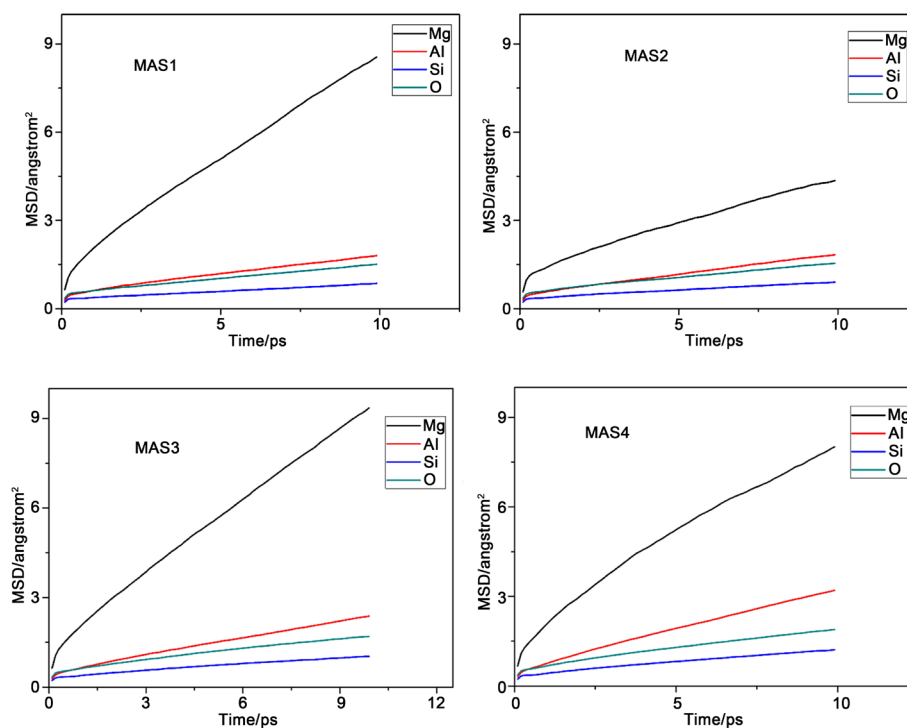 MAS1
Mg
Al
Si
O
MSD/angstrom²
9
6
3
0
0 5 10
Time/ps
MAS2
Mg
Al
Si
O
MSD/angstrom²
9
6
3
0
0 5 10
Time/ps
MAS3
Mg
Al
Si
O
MSD/angstrom²
9
6
3
0
0 3 6 9 12
Time/ps
MAS4
Mg
Al
Si
O
MSD/angstrom²
9
6
3
0
0 5 10
Time/ps